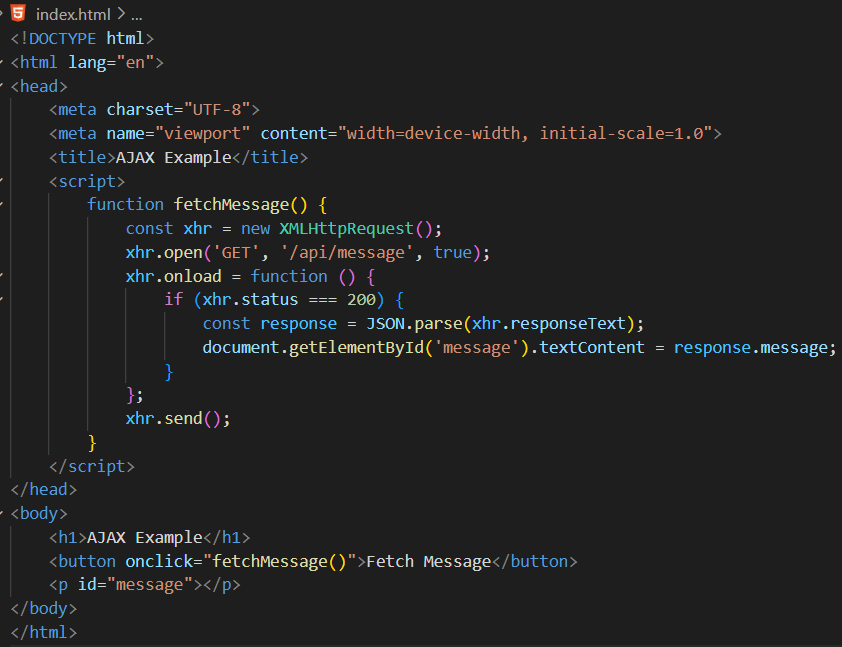 index.html > ...
<!DOCTYPE html>
<html lang="en">
<head>
    <meta charset="UTF-8">
    <meta name="viewport" content="width=device-width, initial-scale=1.0">
    <title>AJAX Example</title>
    <script>
        function fetchMessage() {
            const xhr = new XMLHttpRequest();
            xhr.open('GET', '/api/message', true);
            xhr.onload = function () {
                if (xhr.status === 200) {
                    const response = JSON.parse(xhr.responseText);
                    document.getElementById('message').textContent = response.message;
                }
            };
            xhr.send();
        }
    </script>
</head>
<body>
    <h1>AJAX Example</h1>
    <button onclick="fetchMessage()">Fetch Message</button>
    <p id="message"></p>
</body>
</html>